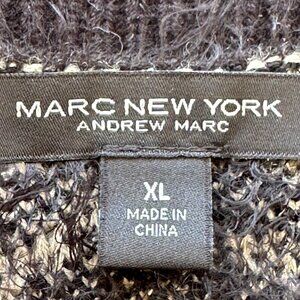 MARC NEW YORK
ANDREW MARC
XL
MADE IN
CHINA